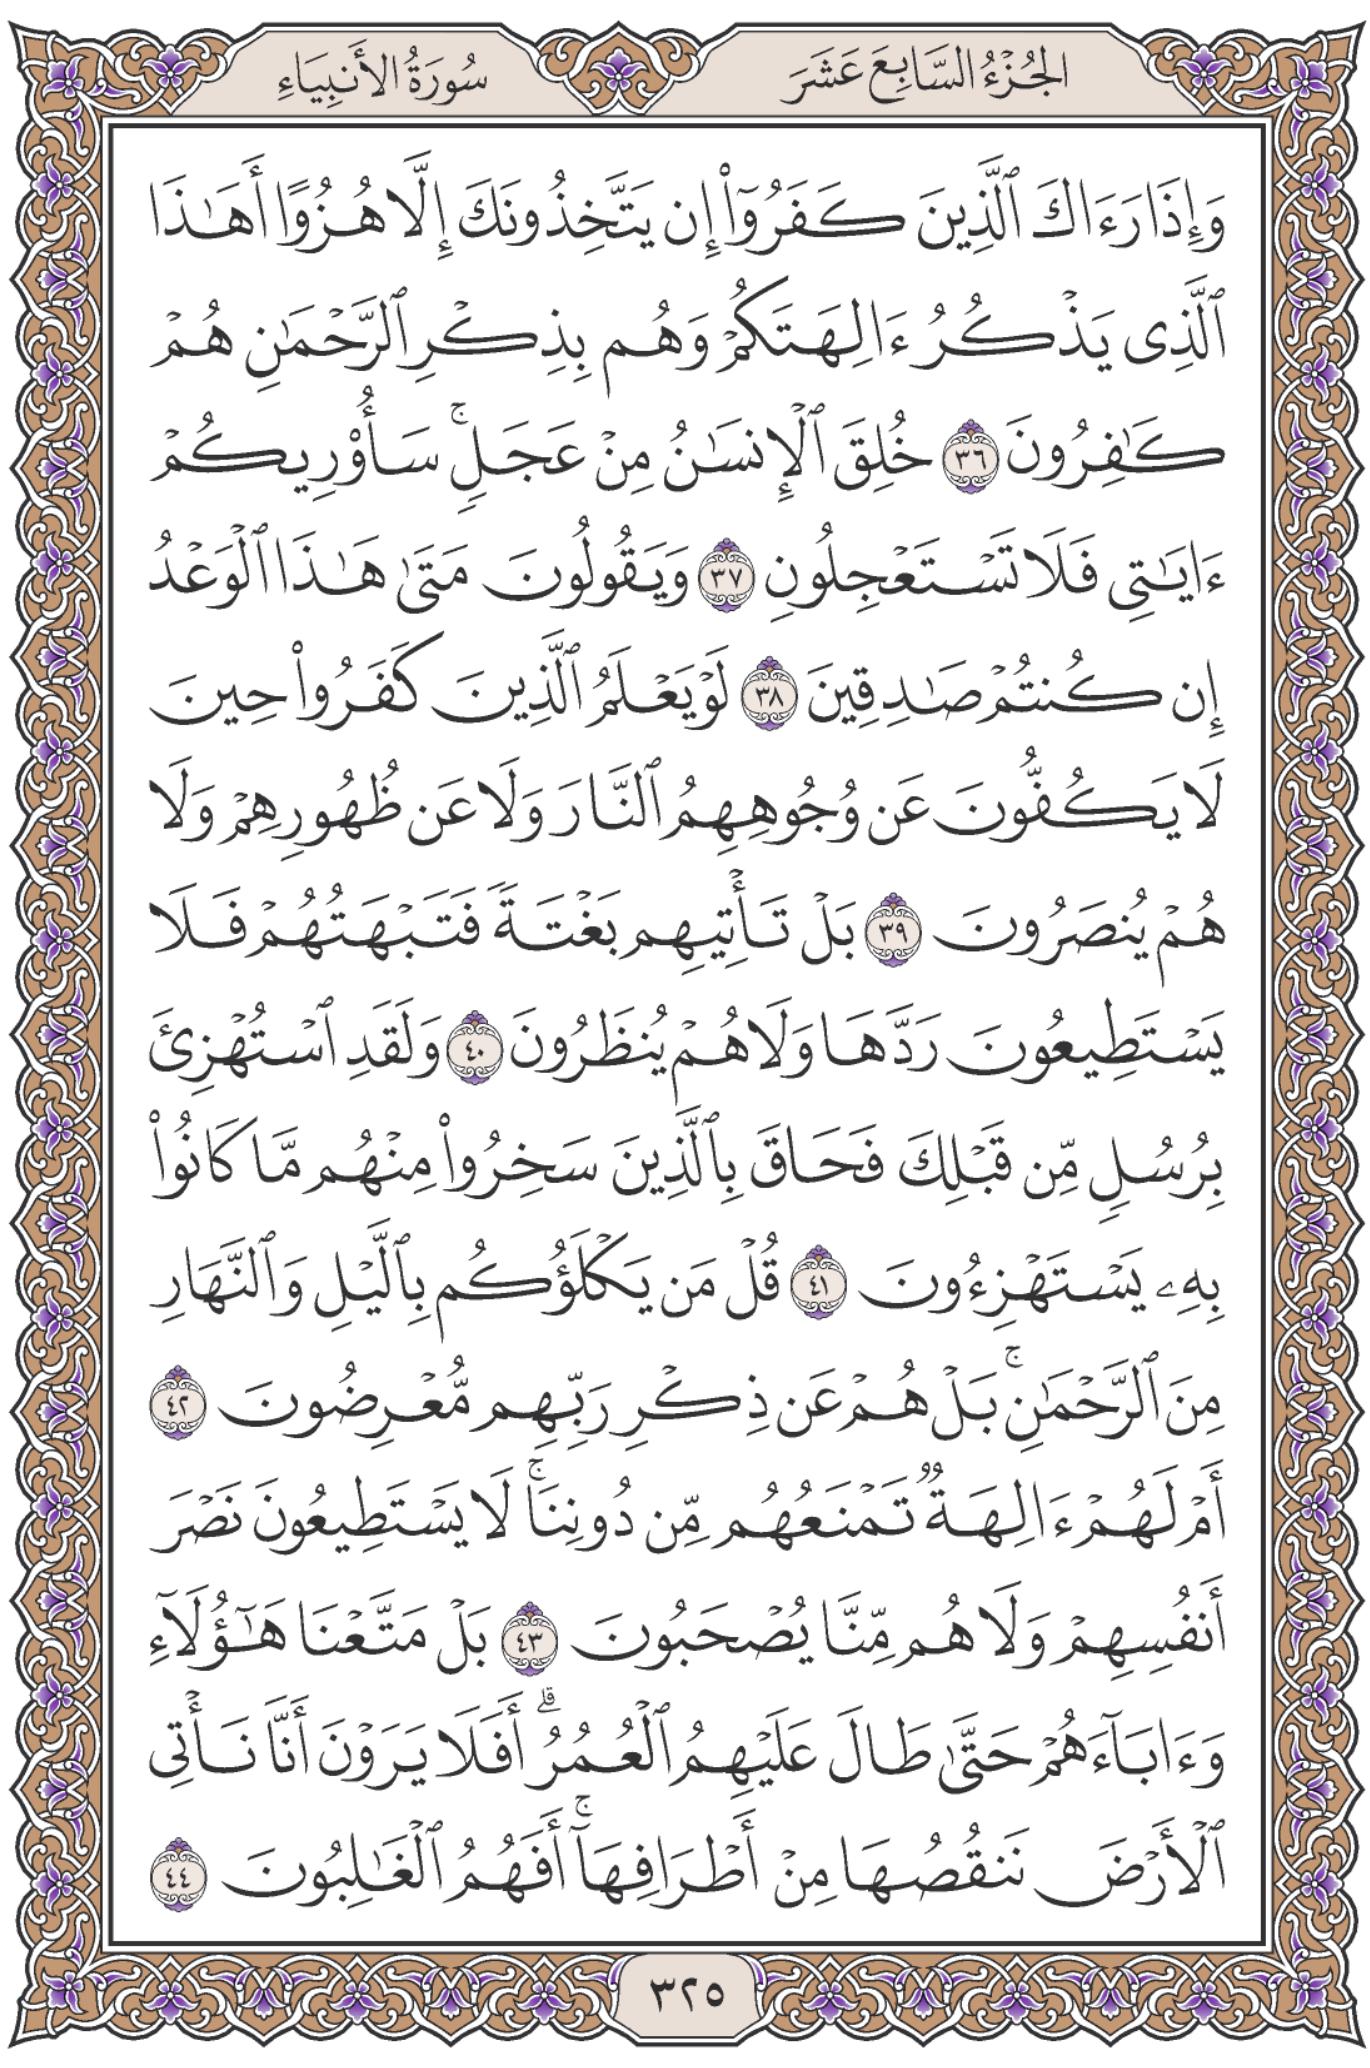 الجُزْءُ السَّابِعَ عَشَرَ
سُورَةُ الأَنبِيَاءِ
وَإِذَا رَءَاكَ ٱلَّذِينَ كَفَرُوٓاْ إِن يَتَّخِذُونَكَ إِلَّا هُزُوًا أَهَٰذَا
ٱلَّذِى يَذْكُرُ ءَالِهَتَكُمْ وَهُم بِذِكْرِ ٱلرَّحْمَٰنِ هُمْ
كَٰفِرُونَ ٣٦ خُلِقَ ٱلْإِنسَٰنُ مِنْ عَجَلٍۚ سَأُوْرِيكُمْ
ءَايَٰتِى فَلَا تَسْتَعْجِلُونِ ٣٧ وَيَقُولُونَ مَتَىٰ هَٰذَا ٱلْوَعْدُ
إِن كُنتُمْ صَٰدِقِينَ ٣٨ لَوْ يَعْلَمُ ٱلَّذِينَ كَفَرُواْ حِينَ
لَا يَكُفُّونَ عَن وُجُوهِهِمُ ٱلنَّارَ وَلَا عَن ظُهُورِهِمْ وَلَا
هُمْ يُنصَرُونَ ٣٩ بَلْ تَأْتِيهِم بَغْتَةً فَتَبْهَتُهُمْ فَلَا
يَسْتَطِيعُونَ رَدَّهَا وَلَا هُمْ يُنظَرُونَ ٤٠ وَلَقَدِ ٱسْتُهْزِئَ
بِرُسُلٍ مِّن قَبْلِكَ فَحَاقَ بِٱلَّذِينَ سَخِرُواْ مِنْهُم مَّا كَانُواْ
بِهِۦ يَسْتَهْزِءُونَ ٤١ قُلْ مَن يَكْلَؤُكُم بِٱلَّيْلِ وَٱلنَّهَارِ
مِنَ ٱلرَّحْمَٰنِۚ بَلْ هُمْ عَن ذِكْرِ رَبِّهِم مُّعْرِضُونَ ٤٢
أَمْ لَهُمْ ءَالِهَةٌ تَمْنَعُهُم مِّن دُونِنَاۚ لَا يَسْتَطِيعُونَ نَصْرَ
أَنفُسِهِمْ وَلَا هُم مِّنَّا يُصْحَبُونَ ٤٣ بَلْ مَتَّعْنَا هَٰٓؤُلَآءِ
وَءَابَآءَهُمْ حَتَّىٰ طَالَ عَلَيْهِمُ ٱلْعُمُرُۗ أَفَلَا يَرَوْنَ أَنَّا نَأْتِى
ٱلْأَرْضَ نَنقُصُهَا مِنْ أَطْرَافِهَآۚ أَفَهُمُ ٱلْغَٰلِبُونَ ٤٤
٣٢٥